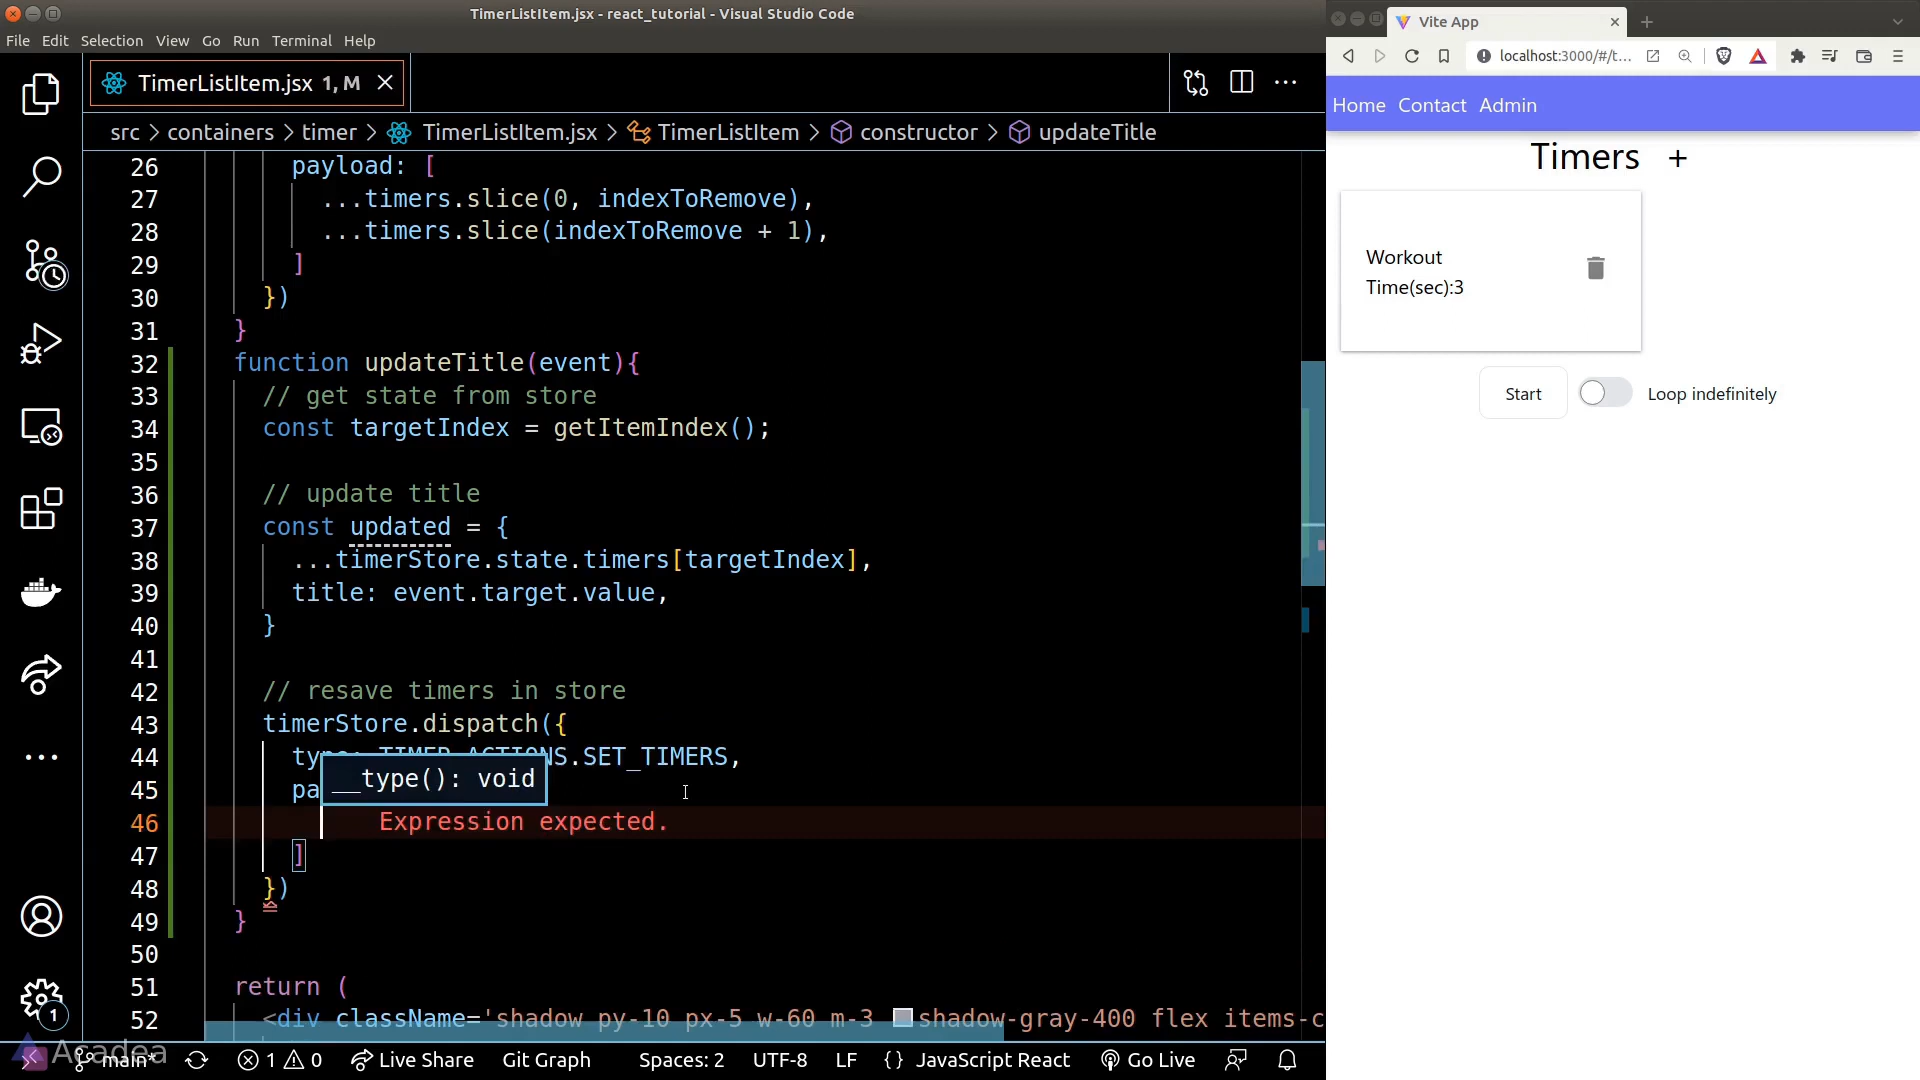 TimerListItem.jsx - react_tutorial - Visual Studio Code
File Edit Selection View Go Run Terminal Help
TimerListItem.jsx 1, M
src > containers > timer > TimerListItem.jsx > TimerListItem > constructor > updateTitle
26 payload: [
27 ...timers.slice(0, indexToRemove),
28 ...timers.slice(indexToRemove + 1),
29 ]
30 })
31 }
32 function updateTitle(event){
33 // get state from store
34 const targetIndex = getItemIndex();
35
36 // update title
37 const updated = {
38 ...timerStore.state.timers[targetIndex],
39 title: event.target.value,
40 }
41
42 // resave timers in store
43 timerStore.dispatch({
44 type: TIMER_ACTIONS.SET_TIMERS,
__type(): void
45 pa
46 Expression expected.
47 ]
48 })
49 }
50
51 return (
52 <div className='shadow py-10 px-5 w-60 m-3 shadow-gray-400 flex items-c
1
Acadea
main* 1 0 Live Share Git Graph Spaces: 2 UTF-8 LF {} JavaScript React Go Live
Vite App
localhost:3000/#/t...
Home Contact Admin
Timers +
Workout
Time(sec):3
Start Loop indefinitely